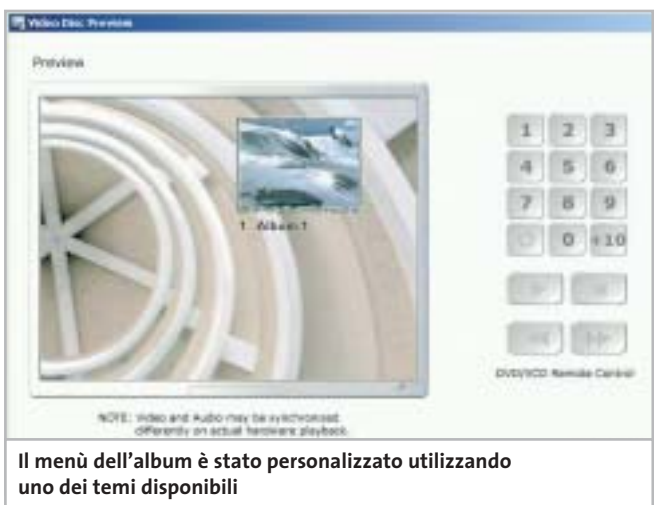 Video Disc Preview
Preview
1 2 3
4 5 6
7 8 9
0 +10
1 Album 1
DVD/VCD Remote Control
NOTE: Video and Audio may be synchronized
differently on actual hardware playback.
Il menù dell'album è stato personalizzato utilizzando
uno dei temi disponibili